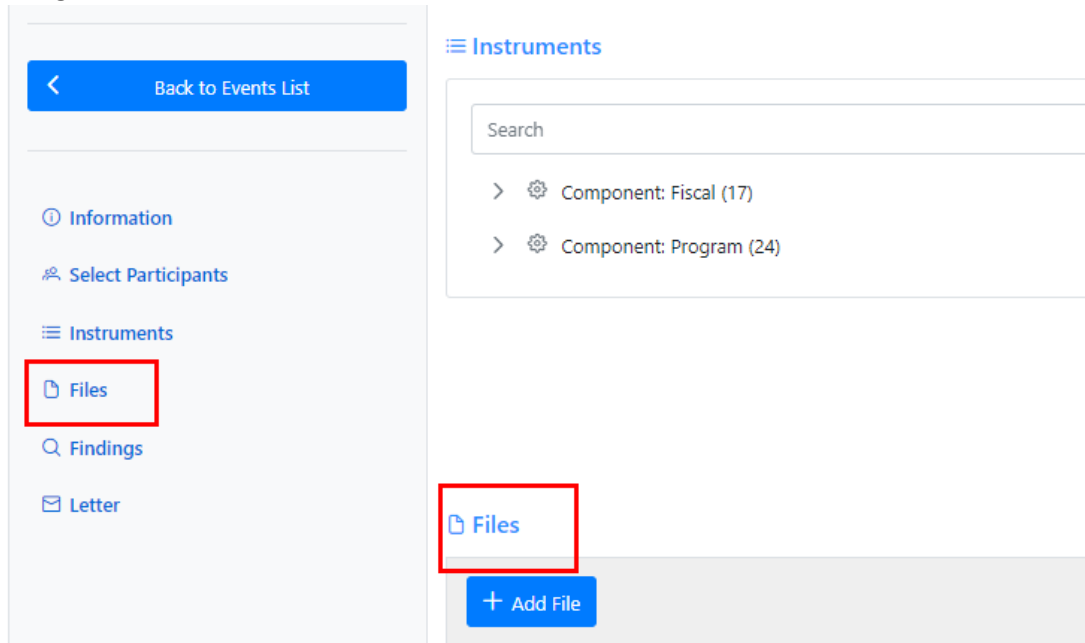 Back to Events List
Information
Select Participants
Instruments
Files
Findings
Letter
Instruments
Search
Component: Fiscal (17)
Component: Program (24)
Files
+ Add File